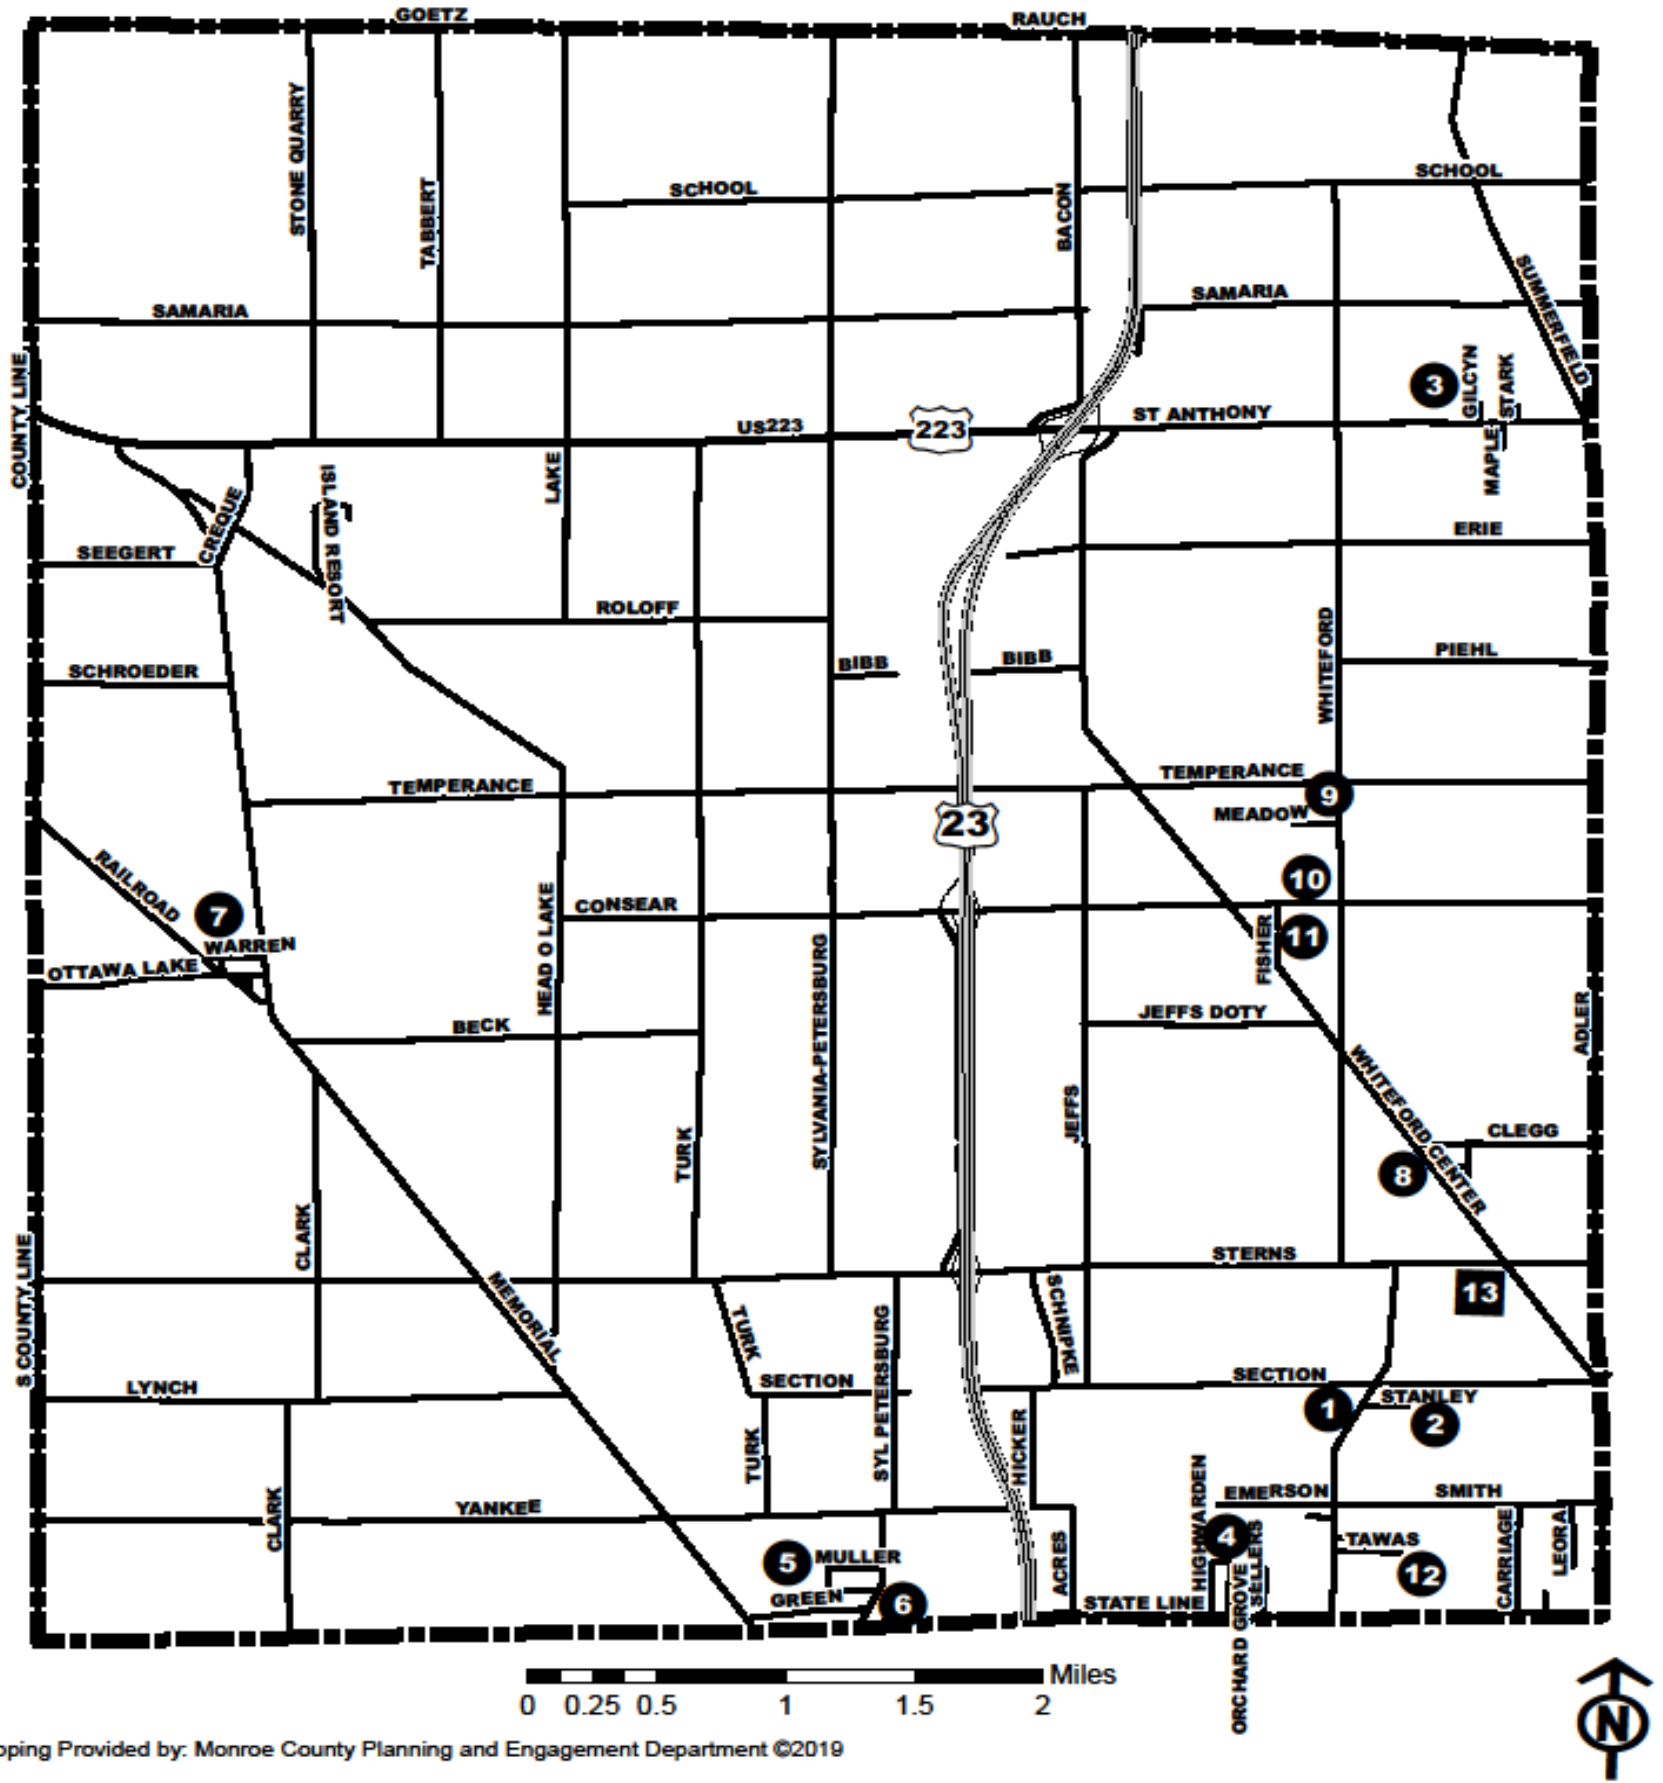 GOETZ
RAUCH
STONE QUARRY
TABBERT
SCHOOL
BACON
SCHOOL
SAMARIA
SAMARIA
SUMMERFIELD
COUNTY LINE
3
GILCYN
STARK
US223
223
ST ANTHONY
MAPLE
LAKE
ISLAND RESORT
CREQUE
SEEGERT
ERIE
ROLOFF
WHITEFORD
SCHROEDER
BIBB
BIBB
PIEHL
TEMPERANCE
TEMPERANCE
9
MEADOW
23
RAILROAD
7
WARREN
OTTAWA LAKE
HEAD O LAKE
CONSEAR
10
11
FISHER
SYLVANIA-PETERSBURG
BECK
JEFFS DOTY
ADLER
JEFFS
TURK
WHITEFORD CENTER
CLEGG
8
CLARK
S COUNTY LINE
STERNS
13
MEMORIAL
TURK
SYL PETERSBURG
SCHNIPKE
LYNCH
SECTION
SECTION
STANLEY
1
2
TURK
HICKER
HIGHWARDEN
CLARK
YANKEE
EMERSON
SMITH
5
MULLER
ACRES
4
SELLERS
TAWAS
12
CARRIAGE
LEORA
GREEN
6
STATE LINE
ORCHARD GROVE
Miles
0 0.25 0.5 1 1.5 2
N
pping Provided by: Monroe County Planning and Engagement Department ©2019